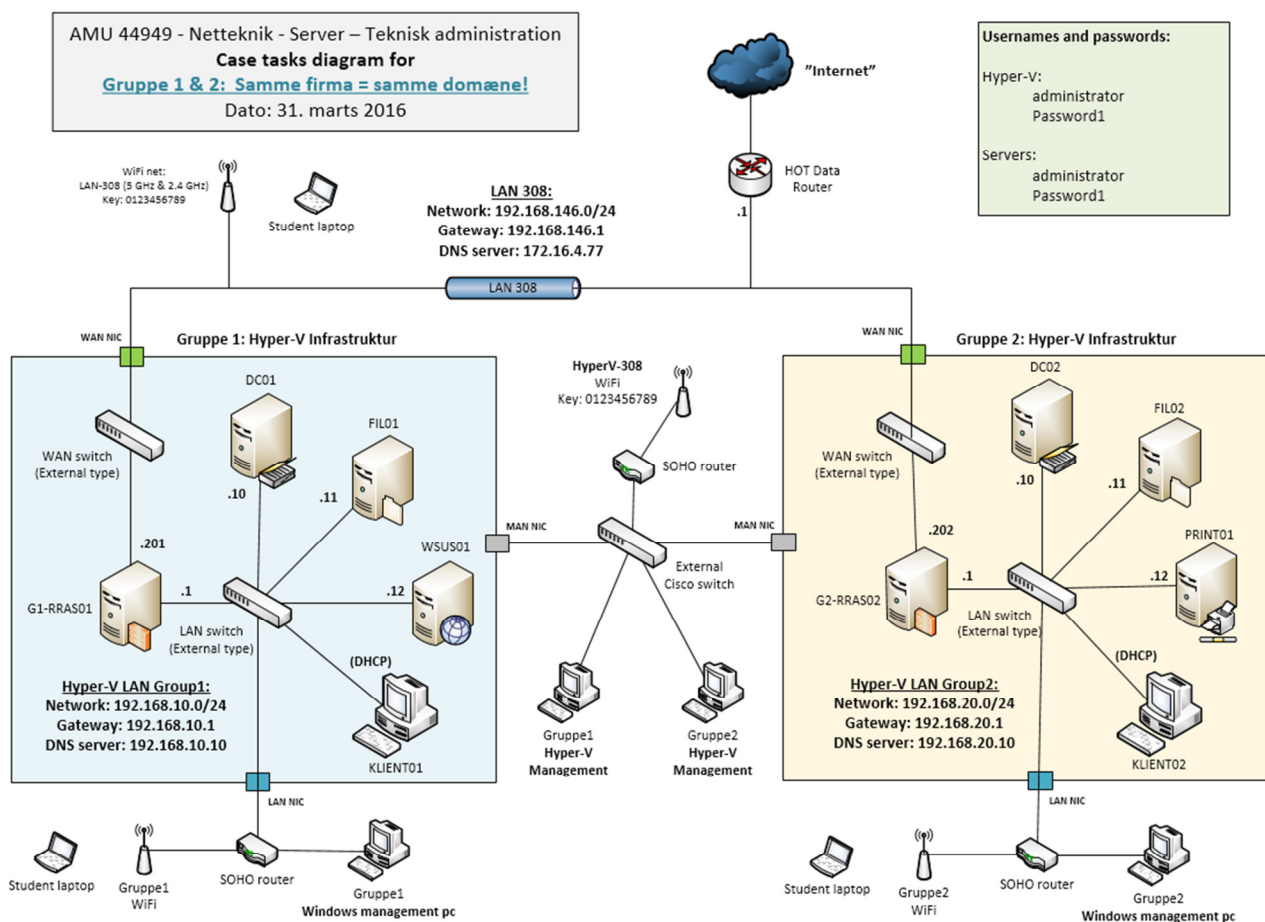 AMU 44949 - Netteknik - Server – Teknisk administration
Case tasks diagram for
Gruppe 1 & 2:  Samme firma = samme domæne!
Dato: 31. marts 2016
"Internet"
Usernames and passwords:
Hyper-V:
administrator
Password1
Servers:
administrator
Password1
WiFi net:
LAN-308 (5 GHz & 2.4 GHz)
Key: 0123456789
Student laptop
LAN 308:
Network: 192.168.146.0/24
Gateway: 192.168.146.1
DNS server: 172.16.4.77
HOT Data
Router
.1
LAN 308
WAN NIC
Gruppe 1: Hyper-V Infrastruktur
WAN NIC
Gruppe 2: Hyper-V Infrastruktur
DC01
FIL01
WAN switch
(External type)
.10
.11
.201
WSUS01
G1-RRAS01
.1
.12
LAN switch
(External type)
(DHCP)
Hyper-V LAN Group1:
Network: 192.168.10.0/24
Gateway: 192.168.10.1
DNS server: 192.168.10.10
KLIENT01
LAN NIC
HyperV-308
WiFi
Key: 0123456789
SOHO router
MAN NIC
MAN NIC
External
Cisco switch
Gruppe1
Hyper-V
Management
Gruppe2
Hyper-V
Management
DC02
FIL02
WAN switch
(External type)
.10
.11
.202
PRINT01
G2-RRAS02
.1
.12
LAN switch
(External type)
(DHCP)
Hyper-V LAN Group2:
Network: 192.168.20.0/24
Gateway: 192.168.20.1
DNS server: 192.168.20.10
KLIENT02
LAN NIC
Student laptop
Gruppe1
WiFi
SOHO router
Gruppe1
Windows management pc
Student laptop
Gruppe2
WiFi
SOHO router
Gruppe2
Windows management pc